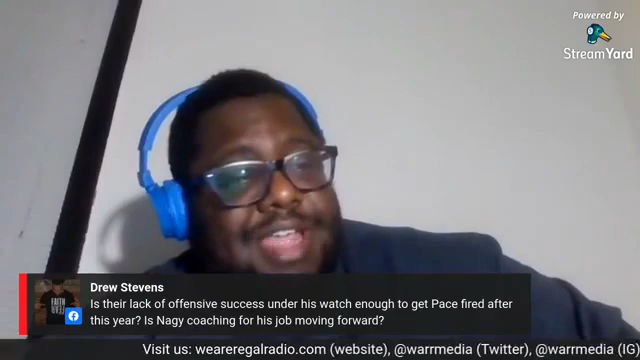 Powered by
StreamYard
FAITH
Drew Stevens
Is their lack of offensive success under his watch enough to get Pace fired after
this year? Is Nagy coaching for his job moving forward?
Visit us: weareregalradio.com (website), @warrmedia (Twitter), @warrmedia (IG)